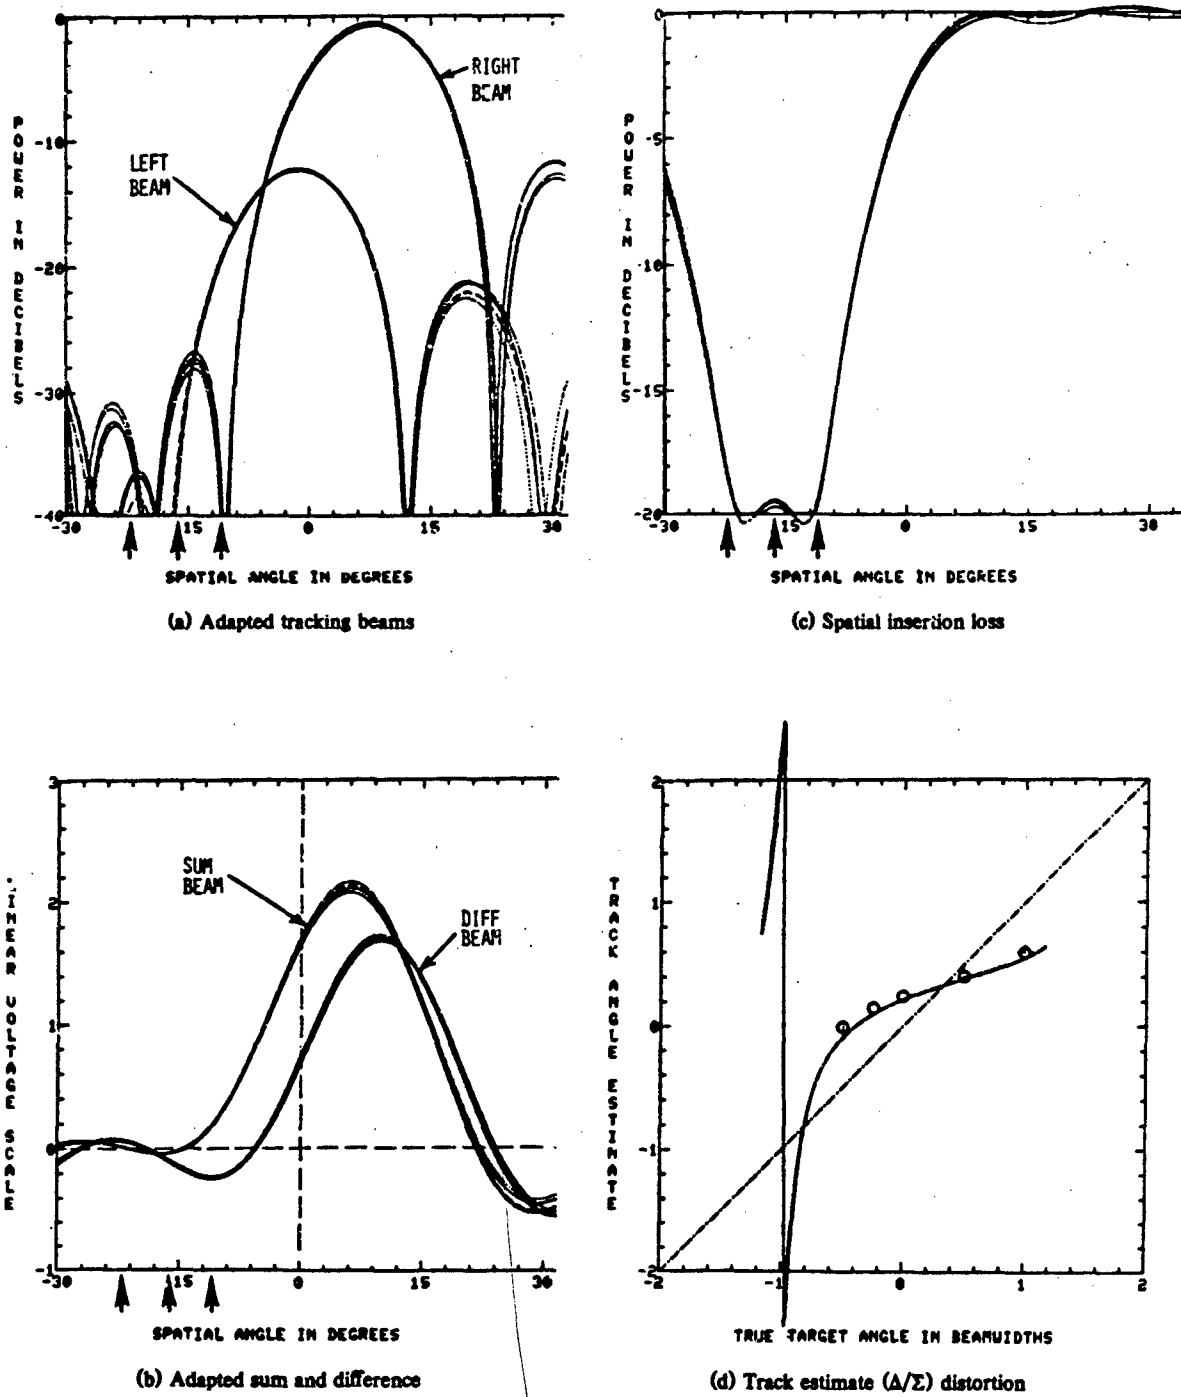 0
-10
-20
-30
-40
POWER IN DECIBELS
RIGHT
BEAM
LEFT
BEAM
-30
15
0
15
30
SPATIAL ANGLE IN DEGREES
(a) Adapted tracking beams
0
-5
-10
-15
-20
POWER IN DECIBELS
-30
15
0
15
30
SPATIAL ANGLE IN DEGREES
(c) Spatial insertion loss
3
2
1
0
-1
INEAR VOLTAGE SCALE
SUM
BEAM
DIFF
BEAM
-30
15
0
15
30
SPATIAL ANGLE IN DEGREES
(b) Adapted sum and difference
2
1
0
-1
-2
TRACK ANGLE ESTIMATE
-2
-1
0
1
2
TRUE TARGET ANGLE IN BEAMWIDTHS
(d) Track estimate (Δ/Σ) distortion